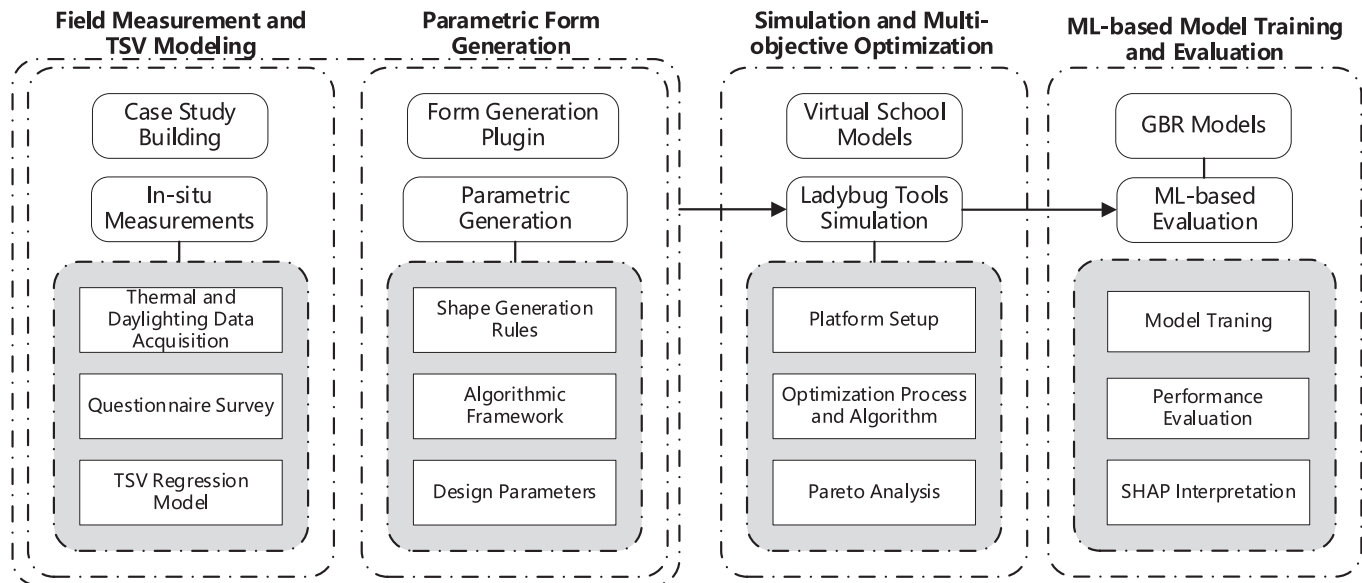 Field Measurement and
TSV Modeling
Case Study
Building
In-situ
Measurements
Thermal and
Daylighting Data
Acquisition
Questionnaire Survey
TSV Regression
Model
Parametric Form
Generation
Form Generation
Plugin
Parametric
Generation
Shape Generation
Rules
Algorithmic
Framework
Design Parameters
Simulation and Multi-
objective Optimization
Virtual School
Models
Ladybug Tools
Simulation
Platform Setup
Optimization Process
and Algorithm
Pareto Analysis
ML-based Model Training
and Evaluation
GBR Models
ML-based
Evaluation
Model Traning
Performance
Evaluation
SHAP Interpretation